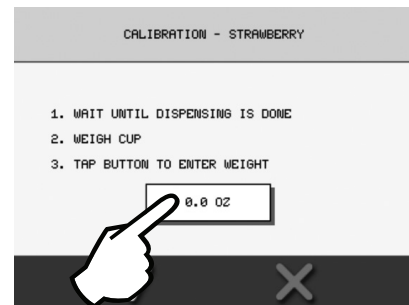 CALIBRATION - STRAWBERRY
1. WAIT UNTIL DISPENSING IS DONE
2. WEIGH CUP
3. TAP BUTTON TO ENTER WEIGHT
0.0 OZ